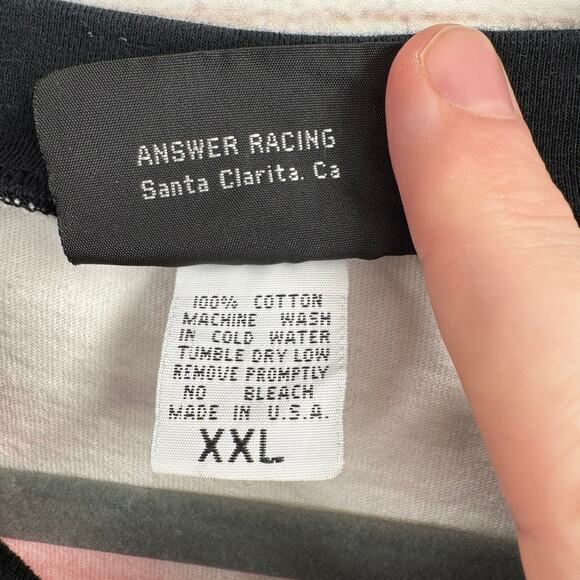 ANSWER RACING
Santa Clarita. Ca
100% COTTON
MACHINE WASH
IN COLD WATER
TUMBLE DRY LOW
REMOVE PROMPTLY
NO BLEACH
MADE IN U.S.A.
XXL